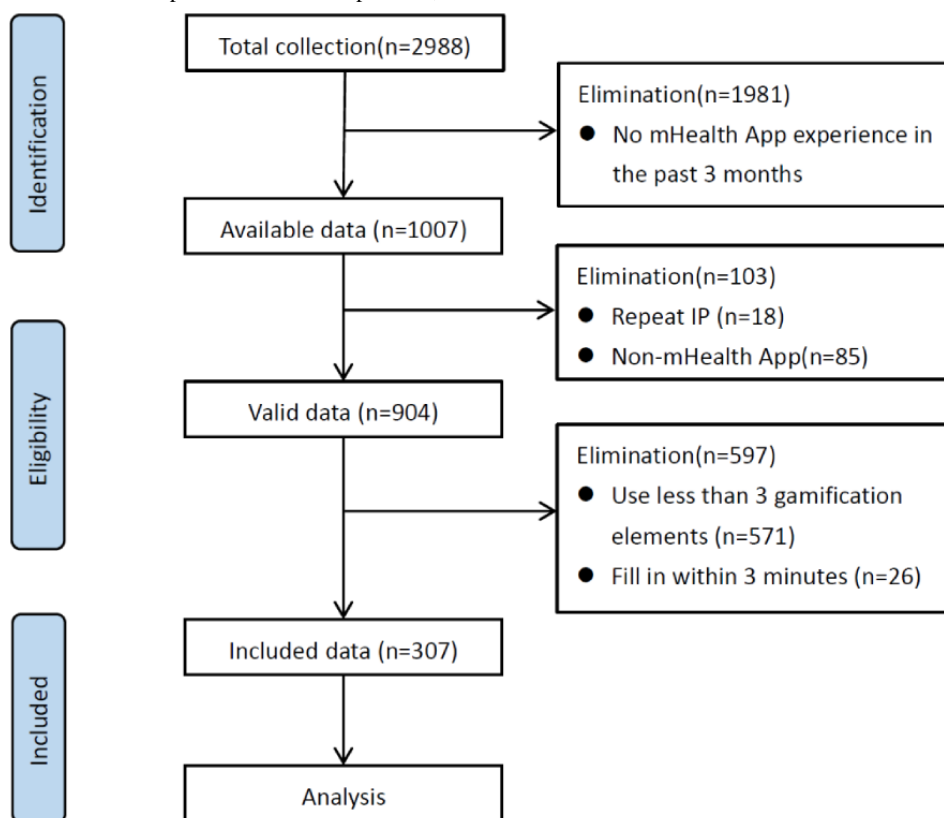 Total collection(n=2988)
Identification
Elimination(n=1981)
● No mHealth App experience in
the past 3 months
Available data (n=1007)
Elimination(n=103)
● Repeat IP (n=18)
● Non-mHealth App(n=85)
Eligibility
Valid data (n=904)
Elimination(n=597)
● Use less than 3 gamification
elements (n=571)
● Fill in within 3 minutes (n=26)
Included
Included data (n=307)
Analysis